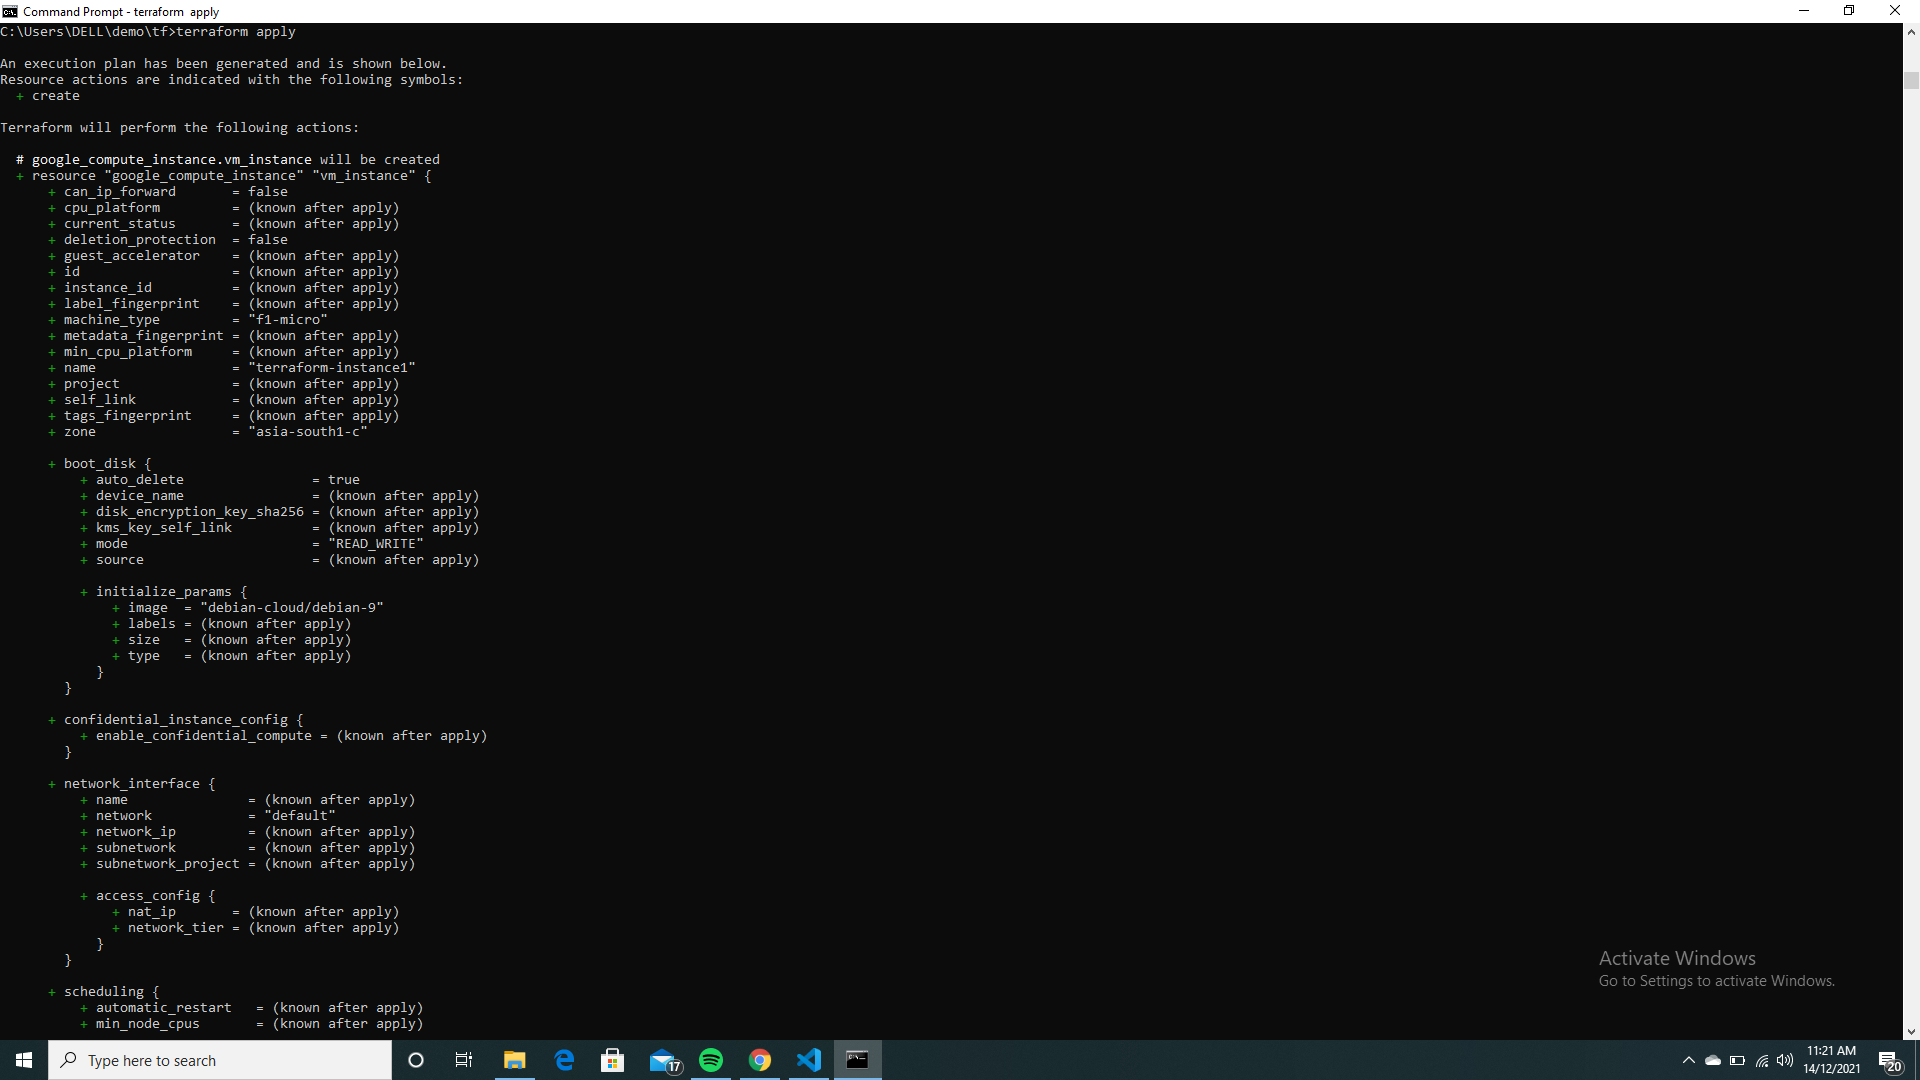 Command Prompt - terraform  apply
C:\Users\DELL\demo\tf>terraform apply
An execution plan has been generated and is shown below.
Resource actions are indicated with the following symbols:
  + create
Terraform will perform the following actions:
  # google_compute_instance.vm_instance will be created
  + resource "google_compute_instance" "vm_instance" {
      + can_ip_forward       = false
      + cpu_platform         = (known after apply)
      + current_status       = (known after apply)
      + deletion_protection  = false
      + guest_accelerator    = (known after apply)
      + id                   = (known after apply)
      + instance_id          = (known after apply)
      + label_fingerprint    = (known after apply)
      + machine_type         = "f1-micro"
      + metadata_fingerprint = (known after apply)
      + min_cpu_platform     = (known after apply)
      + name                 = "terraform-instance1"
      + project              = (known after apply)
      + self_link            = (known after apply)
      + tags_fingerprint     = (known after apply)
      + zone                 = "asia-south1-c"
      + boot_disk {
          + auto_delete                = true
          + device_name                = (known after apply)
          + disk_encryption_key_sha256 = (known after apply)
          + kms_key_self_link          = (known after apply)
          + mode                       = "READ_WRITE"
          + source                     = (known after apply)
          + initialize_params {
              + image  = "debian-cloud/debian-9"
              + labels = (known after apply)
              + size   = (known after apply)
              + type   = (known after apply)
            }
        }
      + confidential_instance_config {
          + enable_confidential_compute = (known after apply)
        }
      + network_interface {
          + name               = (known after apply)
          + network            = "default"
          + network_ip         = (known after apply)
          + subnetwork         = (known after apply)
          + subnetwork_project = (known after apply)
          + access_config {
              + nat_ip       = (known after apply)
              + network_tier = (known after apply)
            }
        }
      + scheduling {
          + automatic_restart   = (known after apply)
          + min_node_cpus       = (known after apply)
Activate Windows
Go to Settings to activate Windows.
Type here to search
17
11:21 AM
14/12/2021
20